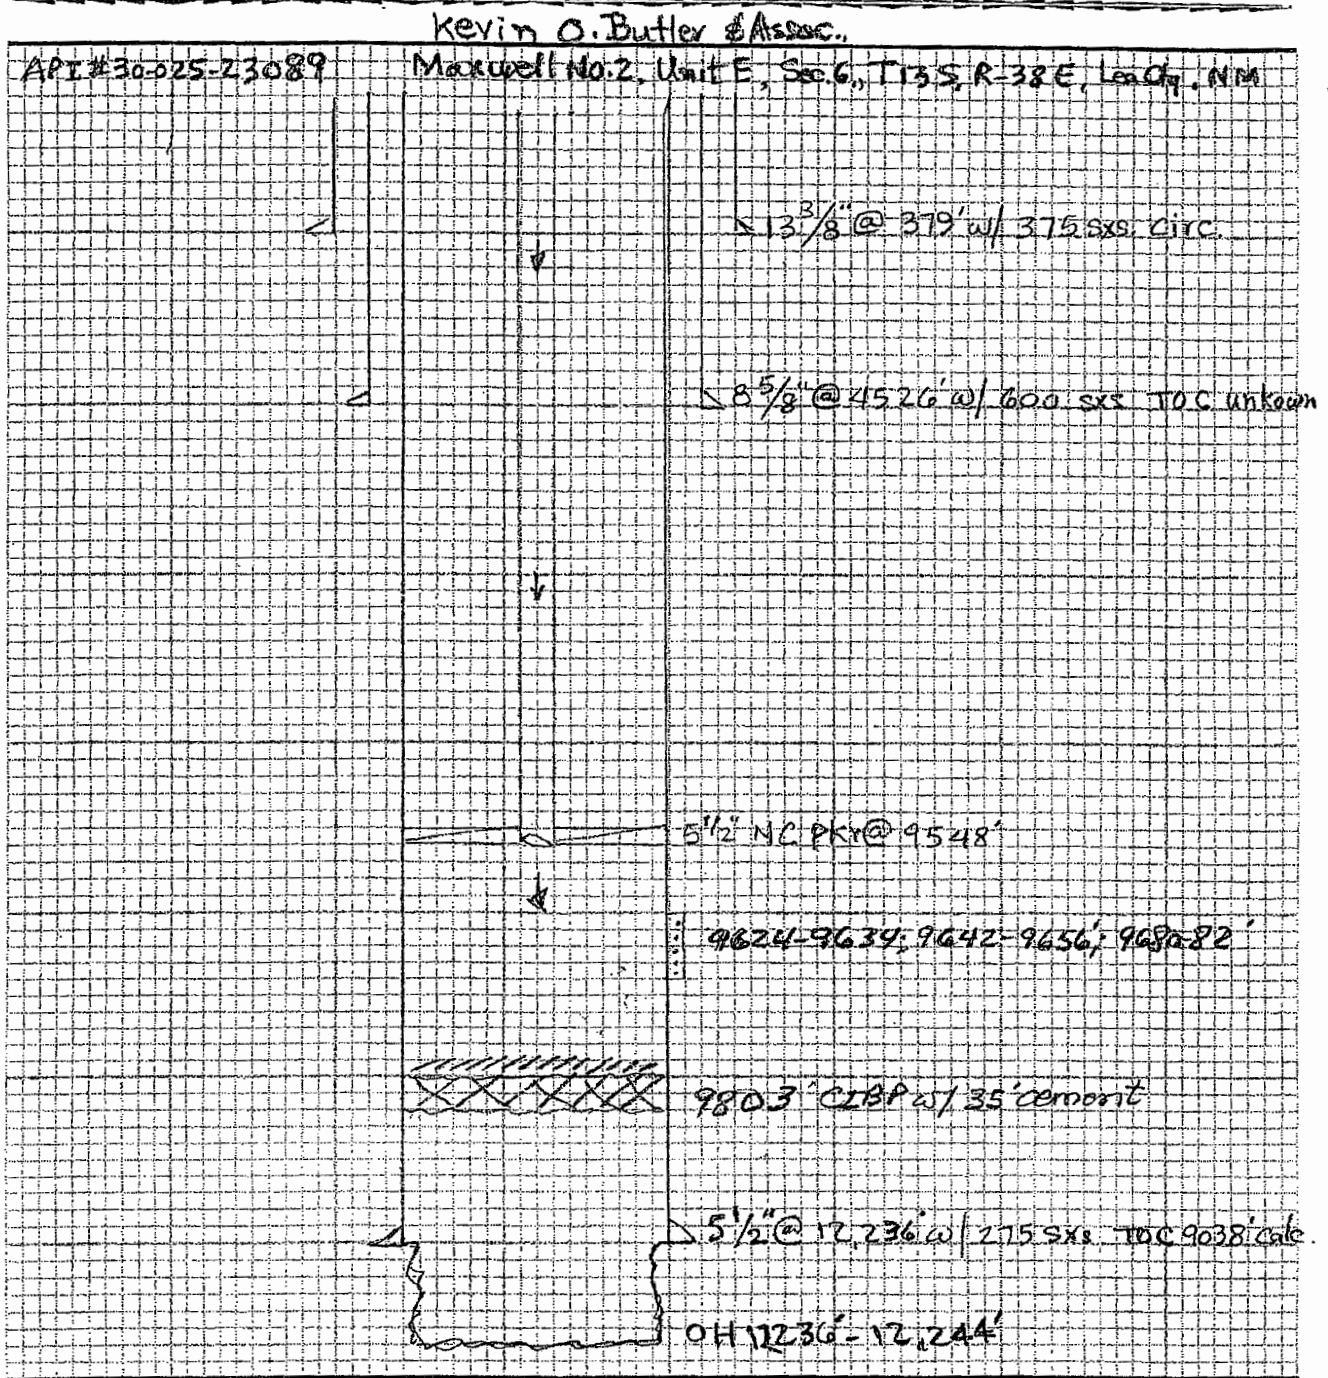 Kevin O. Butler & Assoc.,
API #30-025-23089 Maxwell No.2, Unit E, Sec.6, T13S, R-38E, Lea Cty. NM
13 3/8" @ 379' w/ 375 sxs. Circ.
8 5/8" @ 4526' w/ 600 sxs TOC unkown
5 1/2" NC Pkr @ 9548'
9624-9634; 9642-9656'; 9680-82'
9803' CIBP w/ 35' cement
5 1/2" @ 12,236' w/ 275 sxs TOC 9038' calc.
OH 12236'-12,244'